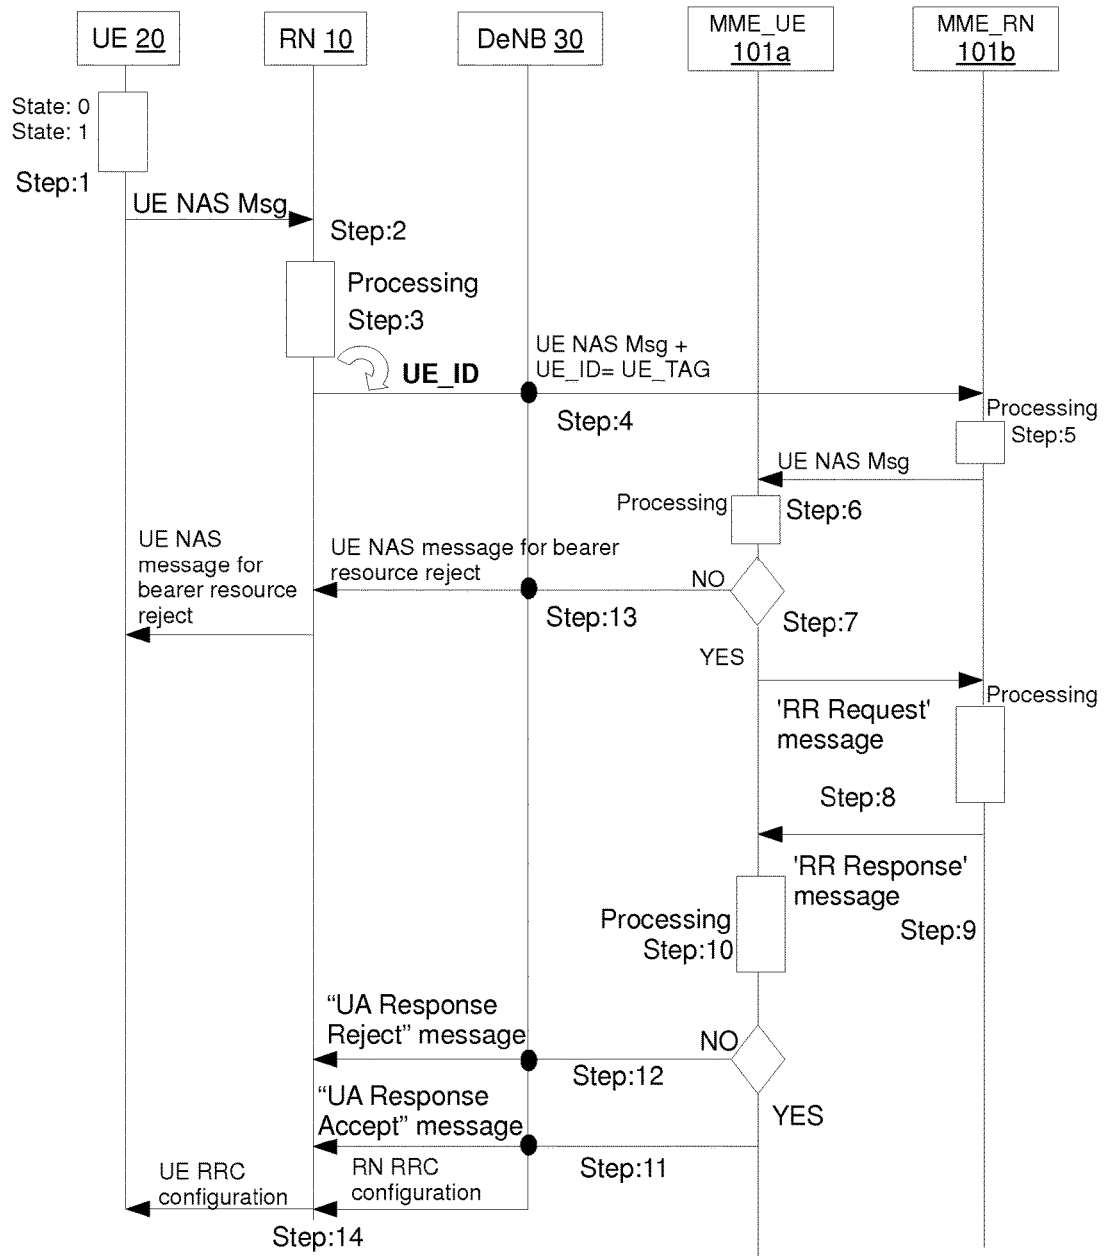 UE 20
RN 10
DeNB 30
MME_UE
101a
MME_RN
101b
State: 0
State: 1
Step:1
UE NAS Msg
Step:2
Processing
Step:3
UE_ID
UE NAS Msg +
UE_ID= UE_TAG
Step:4
Processing
Step:5
UE NAS Msg
Processing
Step:6
UE NAS
message for
bearer resource
reject
UE NAS message for bearer
resource reject
NO
Step:13
Step:7
YES
'RR Request'
message
Processing
Step:8
'RR Response'
message
Step:9
Processing
Step:10
“UA Response
Reject” message
NO
Step:12
“UA Response
Accept” message
YES
Step:11
UE RRC
configuration
RN RRC
configuration
Step:14